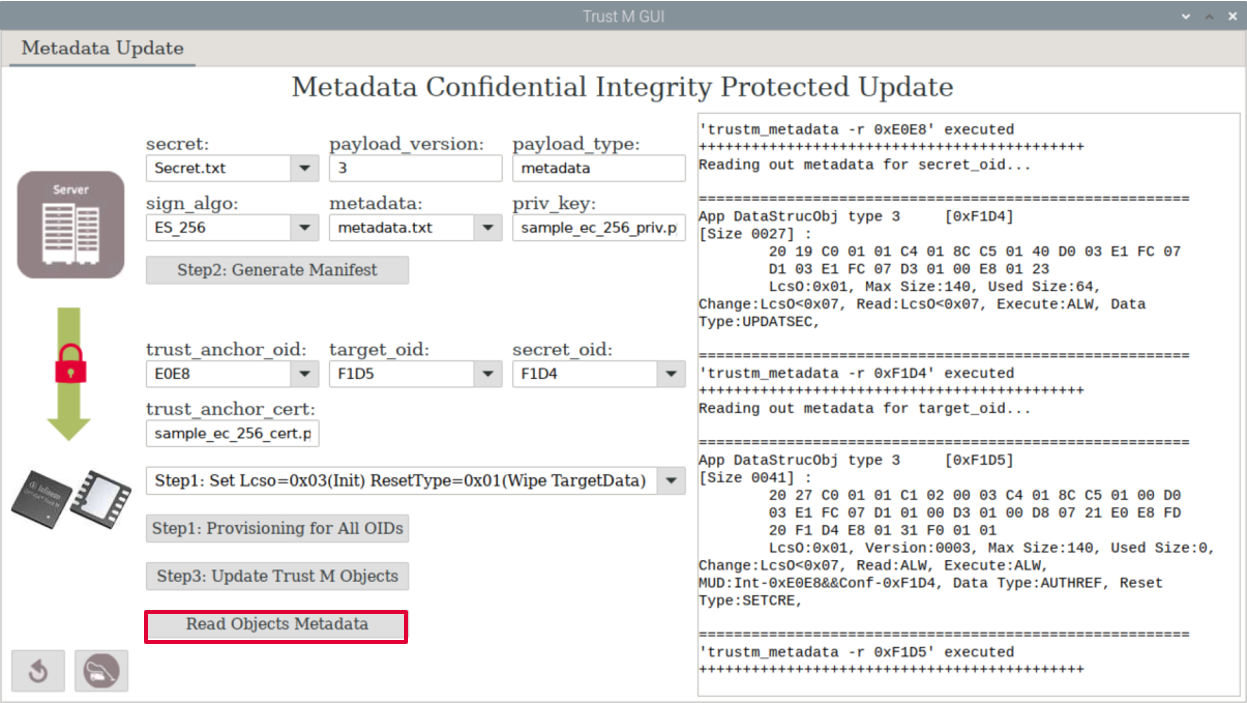 Trust M GUI
Metadata Update
Metadata Confidential Integrity Protected Update
Server
secret:
payload_version:
payload_type:
Secret.txt
3
metadata
sign_algo:
metadata:
priv_key:
ES_256
metadata.txt
sample_ec_256_priv.p
Step2: Generate Manifest
trust_anchor_oid:
target_oid:
secret_oid:
E0E8
F1D5
F1D4
trust_anchor_cert:
sample_ec_256_cert.p
Infineon
Step1: Set Lcso=0x03(Init) ResetType=0x01(Wipe TargetData)
Step1: Provisioning for All OIDs
Step3: Update Trust M Objects
Read Objects Metadata
'trustm_metadata -r 0xE0E8' executed
++++++++++++++++++++++++++++++++++++++++++++
Reading out metadata for secret_oid...
========================================================
App DataStrucObj type 3     [0xF1D4]
[Size 0027] :
20 19 C0 01 01 C4 01 8C C5 01 40 D0 03 E1 FC 07
D1 03 E1 FC 07 D3 01 00 E8 01 23
LcsO:0x01, Max Size:140, Used Size:64,
Change:LcsO<0x07, Read:LcsO<0x07, Execute:ALW, Data
Type:UPDATSEC,
========================================================
'trustm_metadata -r 0xF1D4' executed
++++++++++++++++++++++++++++++++++++++++++++
Reading out metadata for target_oid...
========================================================
App DataStrucObj type 3     [0xF1D5]
[Size 0041] :
20 27 C0 01 01 C1 02 00 03 C4 01 8C C5 01 00 D0
03 E1 FC 07 D1 01 00 D3 01 00 D8 07 21 E0 E8 FD
20 F1 D4 E8 01 31 F0 01 01
LcsO:0x01, Version:0003, Max Size:140, Used Size:0,
Change:LcsO<0x07, Read:ALW, Execute:ALW,
MUD:Int-0xE0E8&&Conf-0xF1D4, Data Type:AUTHREF, Reset
Type:SETCRE,
========================================================
'trustm_metadata -r 0xF1D5' executed
++++++++++++++++++++++++++++++++++++++++++++